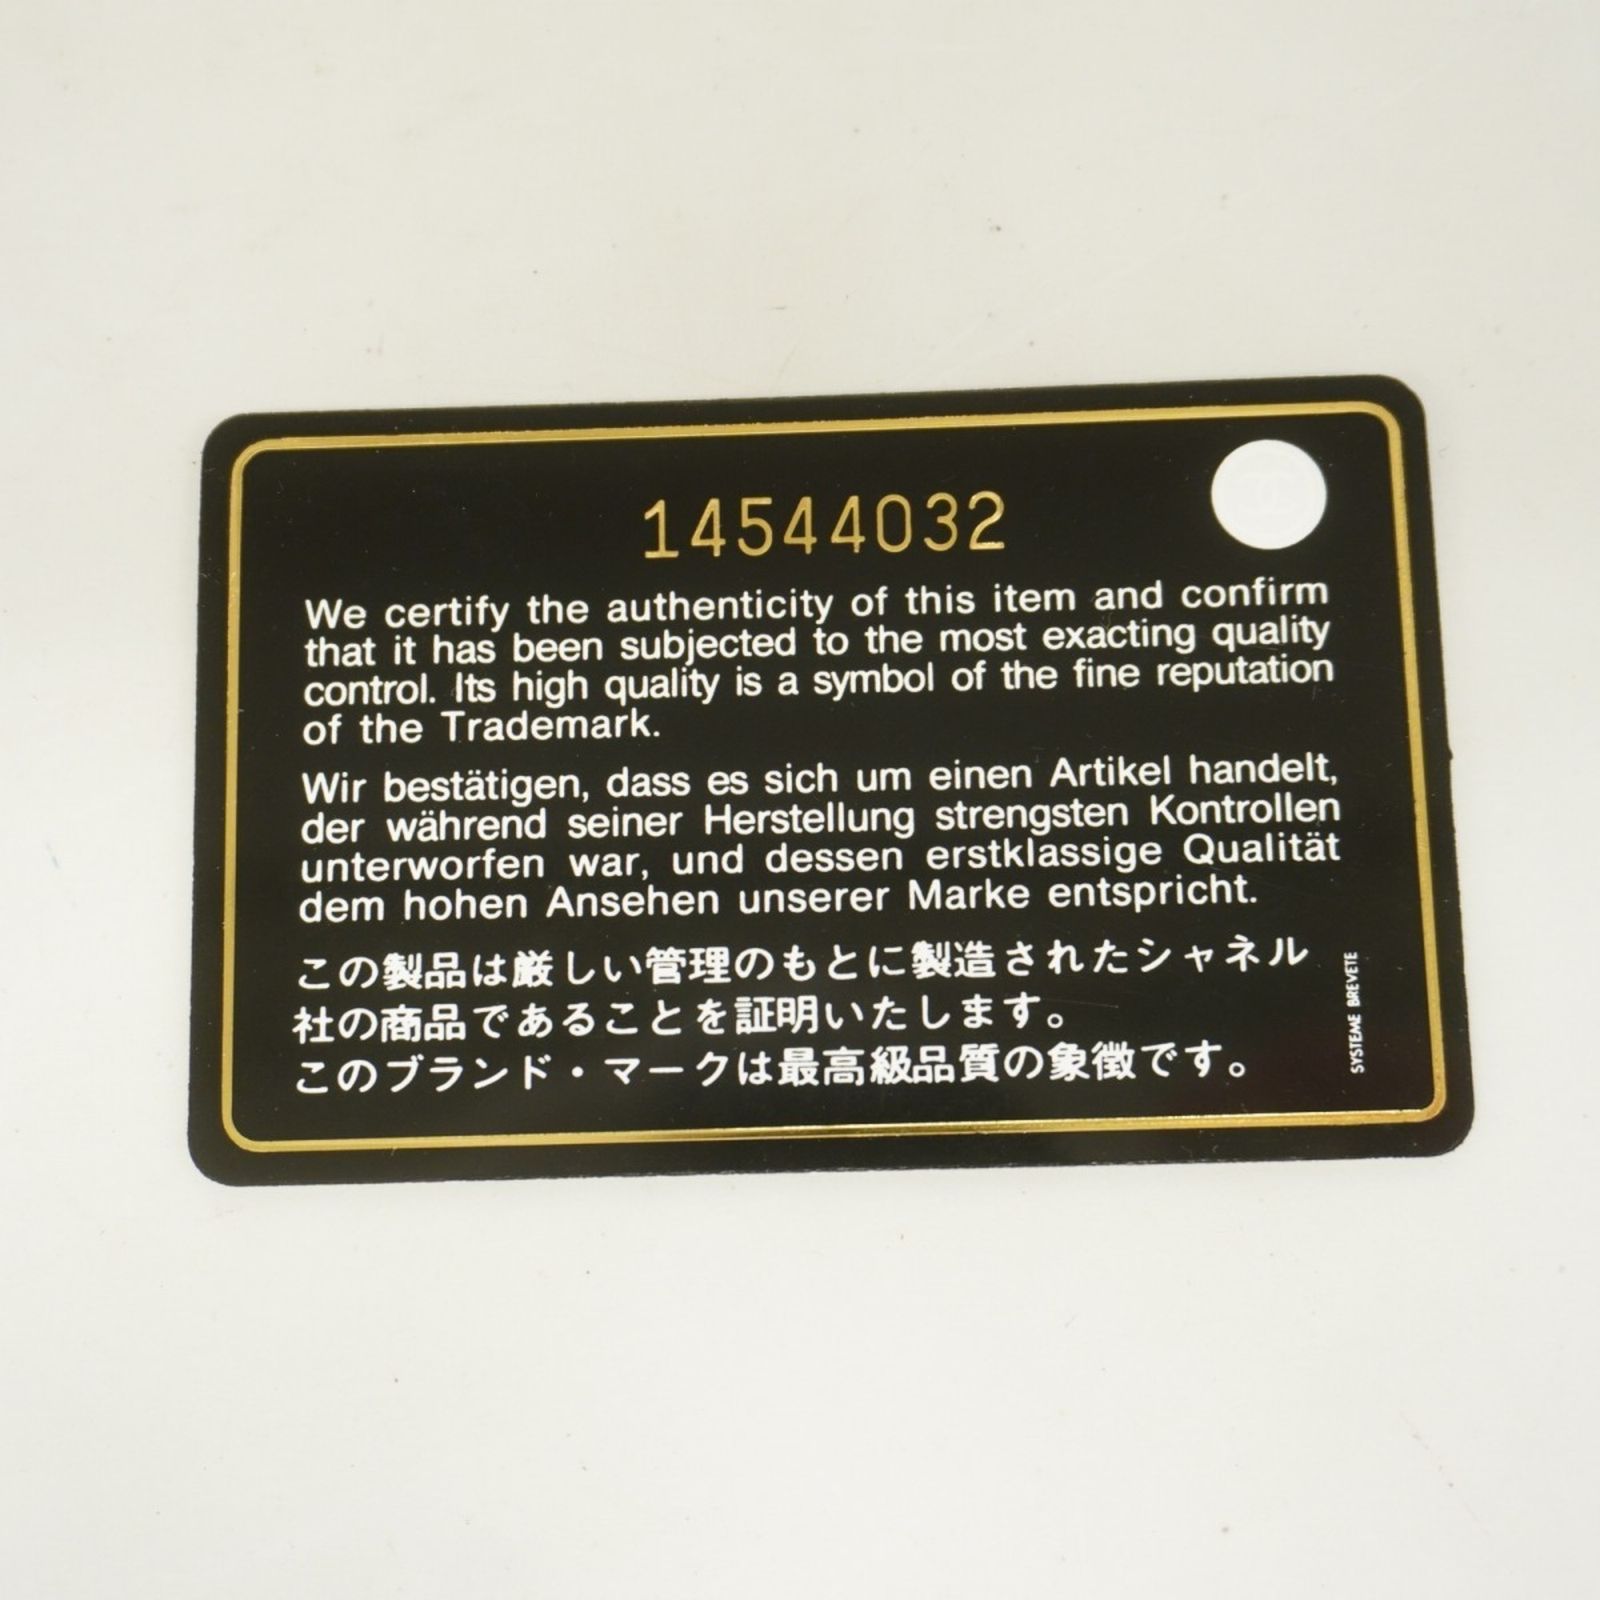 14544032
We certify the authenticity of this item and confirm
that it has been subjected to the most exacting quality
control. Its high quality is a symbol of the fine reputation
of the Trademark.
Wir bestätigen, dass es sich um einen Artikel handelt,
der während seiner Herstellung strengsten Kontrollen
unterworfen war, und dessen erstklassige Qualität
dem hohen Ansehen unserer Marke entspricht.
この製品は厳しい管理のもとに製造されたシャネル
社の商品であることを証明いたします。
このブランド・マークは最高級品質の象徴です。
SYSTEME BREVETE